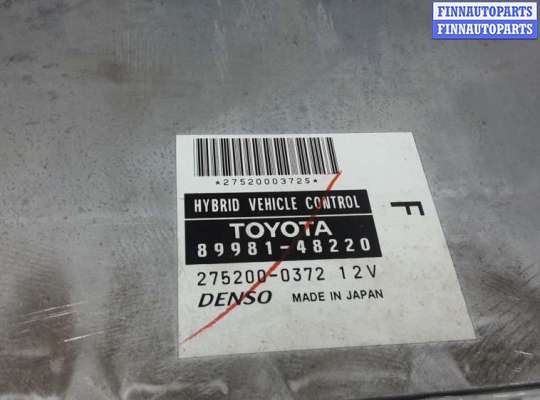 FINNAUTOPARTS
FINNAUTOPARTS
*27520003725*
HYBRID VEHICLE CONTROL
F
TOYOTA
89981-48220
275200-0372 12V
DENSO MADE IN JAPAN